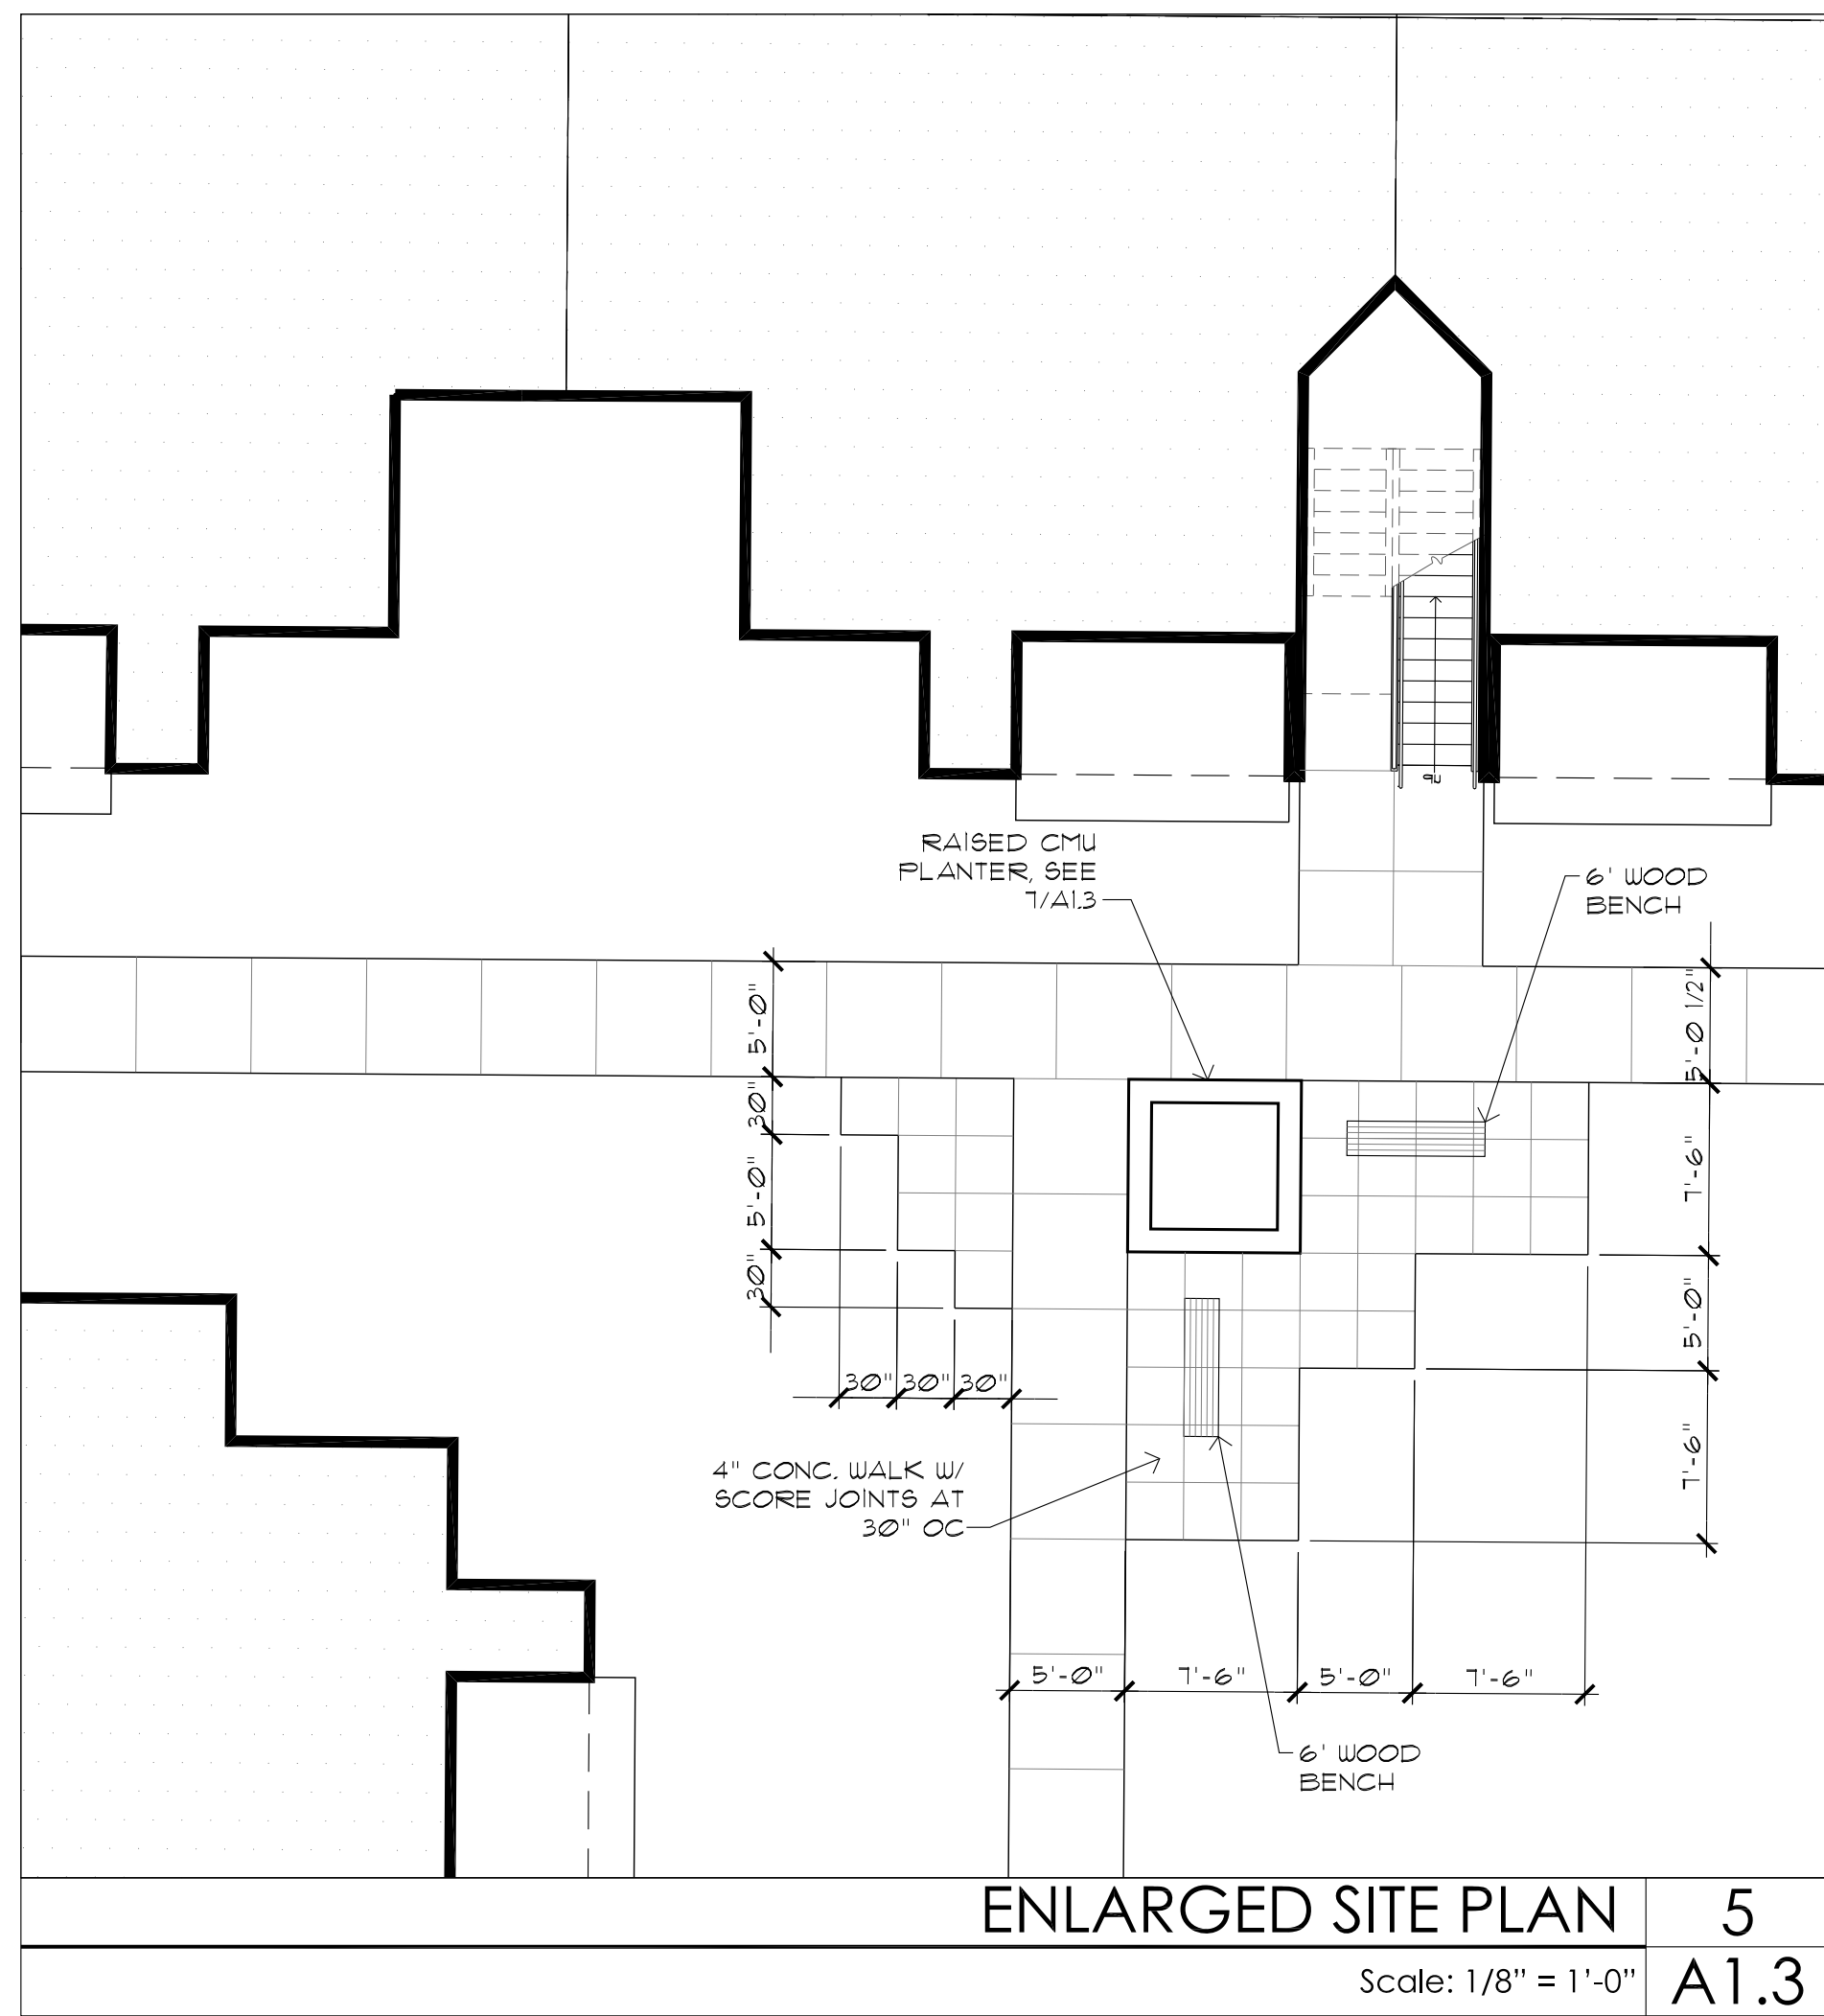 UP
RAISED CMU
PLANTER, SEE
7/A1.3
6' WOOD
BENCH
5'-0"
30"
5'-0"
30"
5'-0 1/2"
7'-6"
5'-0"
7'-6"
30" 30" 30"
4" CONC. WALK W/
SCORE JOINTS AT
30" OC
5'-0" 7'-6" 5'-0" 7'-6"
6' WOOD
BENCH
ENLARGED SITE PLAN
5
Scale: 1/8” = 1’-0”
A1.3